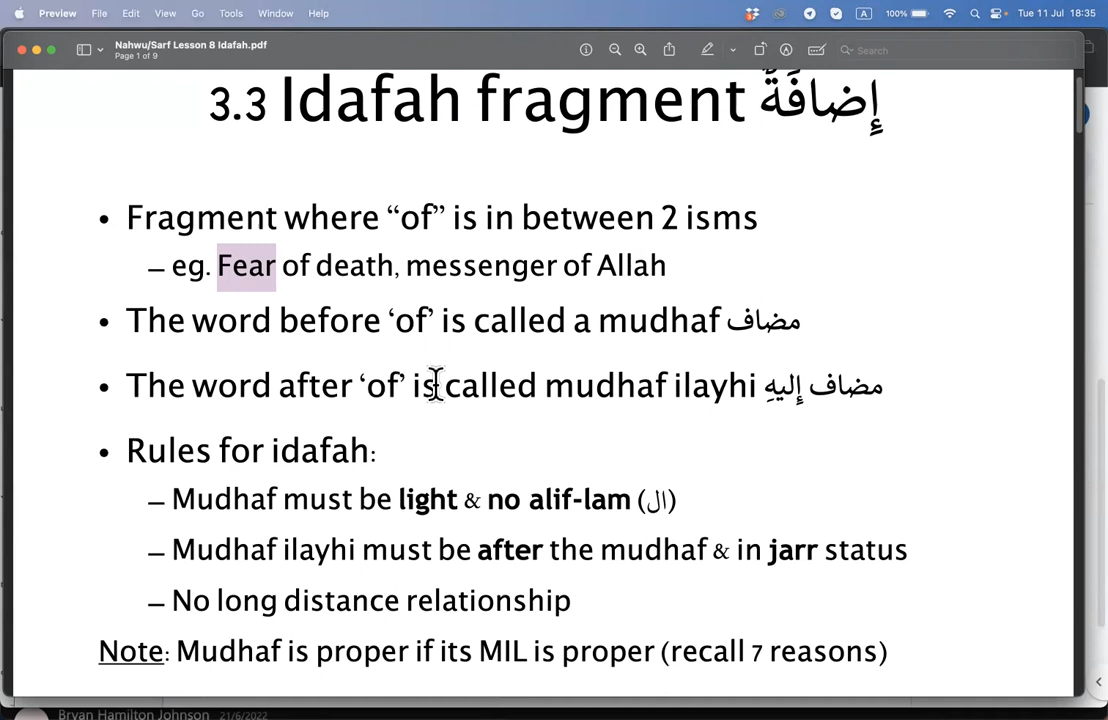 Preview File Edit View Go Tools Window Help A 100% Tue 11 Jul 18:35
Nahwu/Sarf Lesson 8 Idafah.pdf
Page 1 of 9
Search
3.3 Idafah fragment إِضافَةٌ
• Fragment where “of” is in between 2 isms
– eg. Fear of death, messenger of Allah
• The word before ‘of’ is called a mudhaf مضاف
• The word after ‘of’ is called mudhaf ilayhi مضاف إِليهِ
• Rules for idafah:
– Mudhaf must be light & no alif-lam (ال)
– Mudhaf ilayhi must be after the mudhaf & in jarr status
– No long distance relationship
Note: Mudhaf is proper if its MIL is proper (recall 7 reasons)
Bryan Hamilton Johnson 21/6/2022